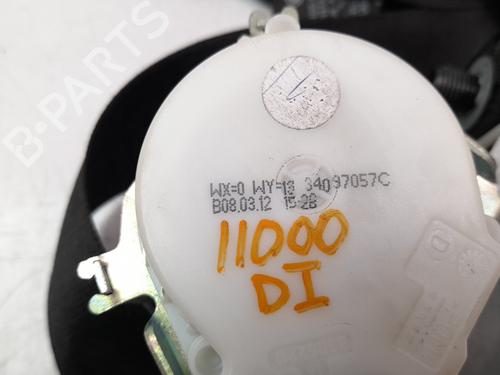 B-PARTS
WX=0 WY=13 34097057C
B08.03.12 15:28
11000
DI
D